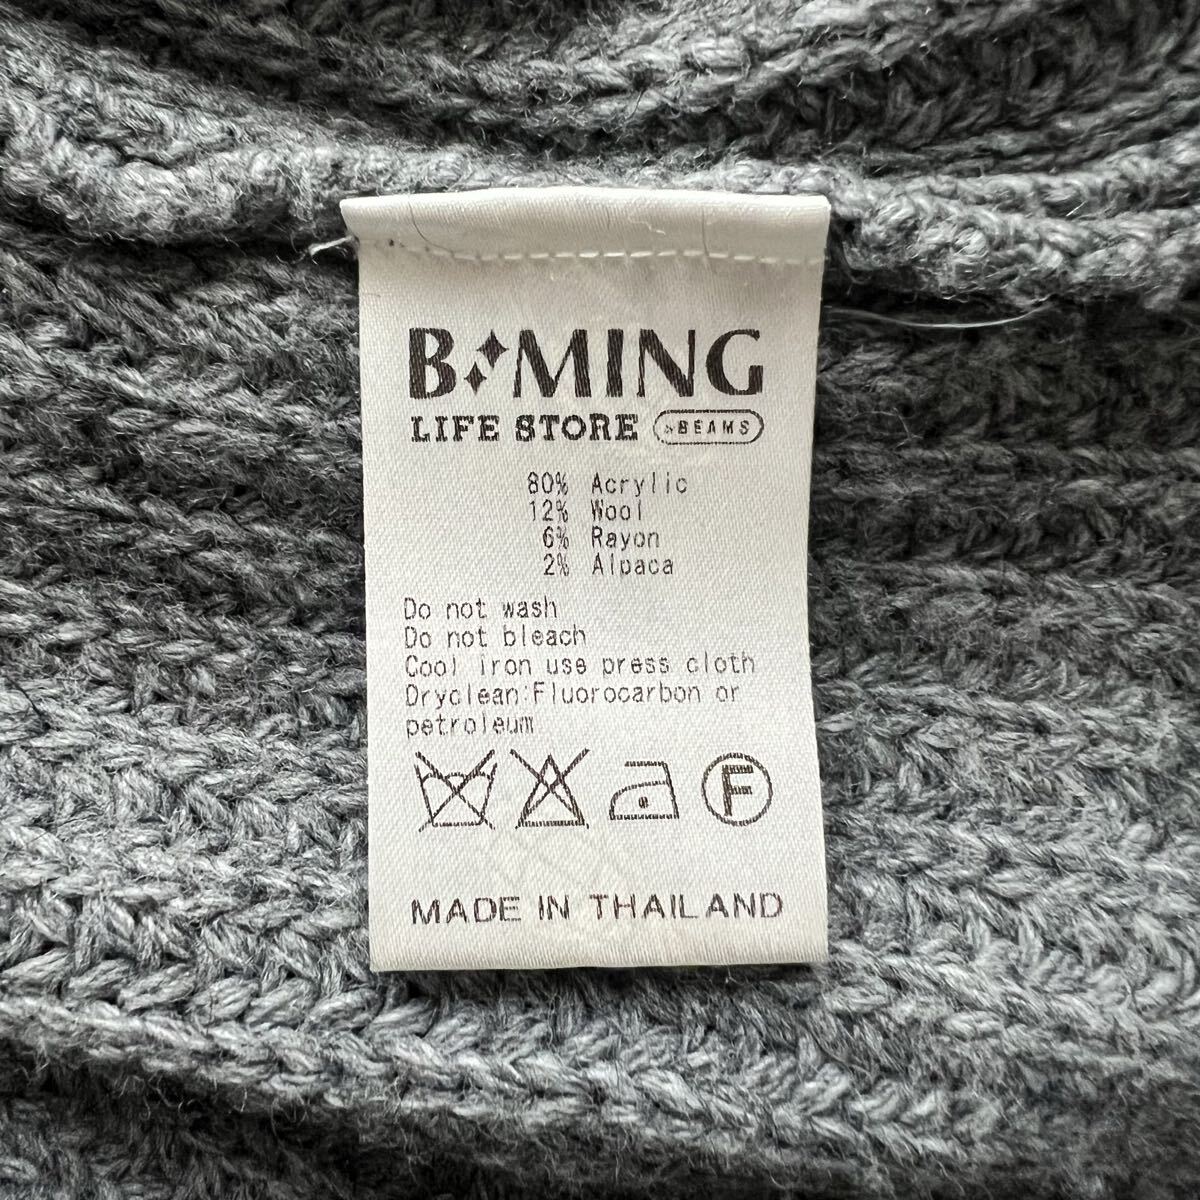 B MING
LIFE STORE by BEAMS
80% Acrylic
12% Wool
6% Rayon
2% Alpaca
Do not wash
Do not bleach
Cool iron use press cloth
Dryclean:Fluorocarbon or
petroleum
F
MADE IN THAILAND